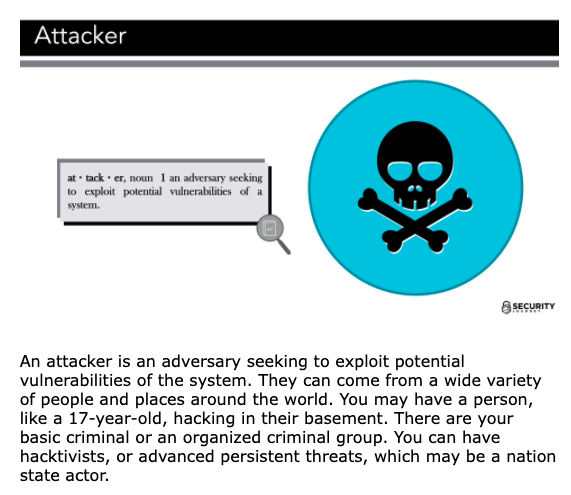 Attacker
at • tack • er, noun 1 an adversary seeking
to exploit potential vulnerabilities of a
system.
SECURITY
JOURNEY
An attacker is an adversary seeking to exploit potential
vulnerabilities of the system. They can come from a wide variety
of people and places around the world. You may have a person,
like a 17-year-old, hacking in their basement. There are your
basic criminal or an organized criminal group. You can have
hacktivists, or advanced persistent threats, which may be a nation
state actor.